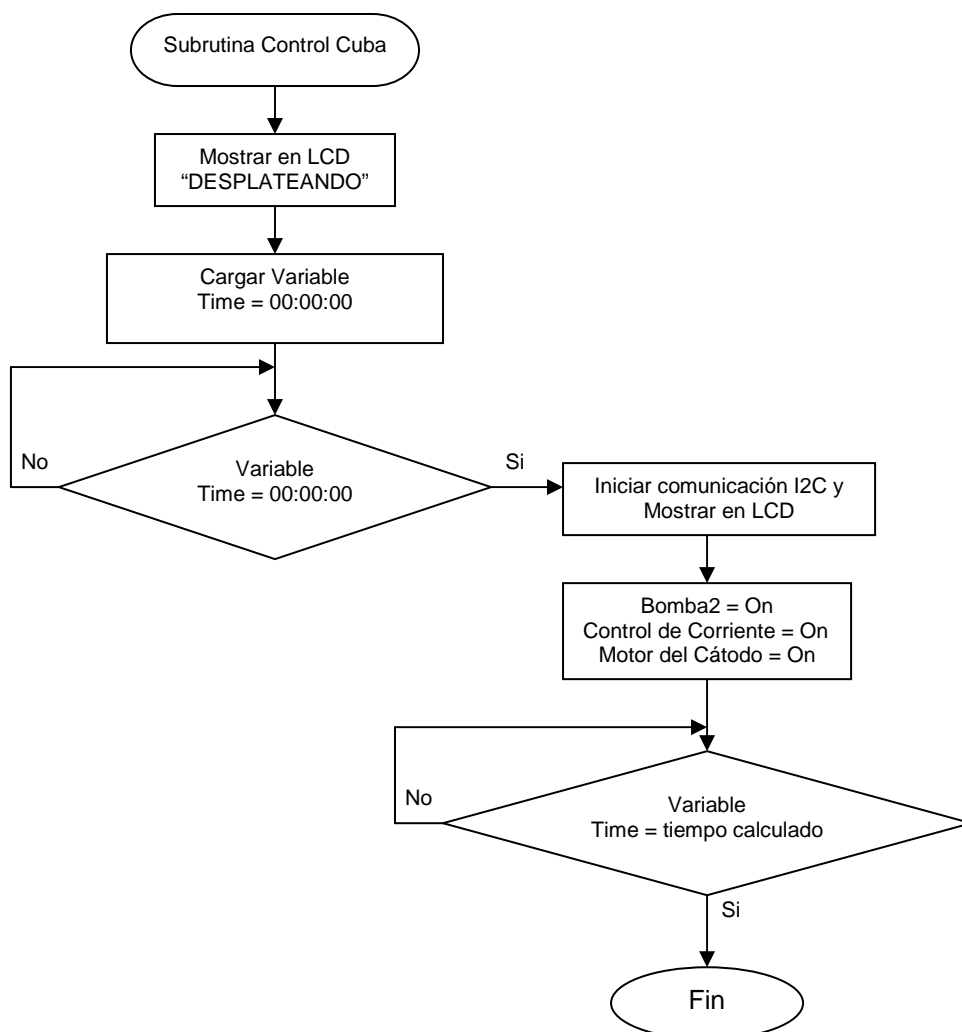 Subrutina Control Cuba
Mostrar en LCD
“DESPLATEANDO”
Cargar Variable
Time = 00:00:00
No
Variable
Time = 00:00:00
Si
Iniciar comunicación I2C y
Mostrar en LCD
Bomba2 = On
Control de Corriente = On
Motor del Cátodo = On
No
Variable
Time = tiempo calculado
Si
Fin